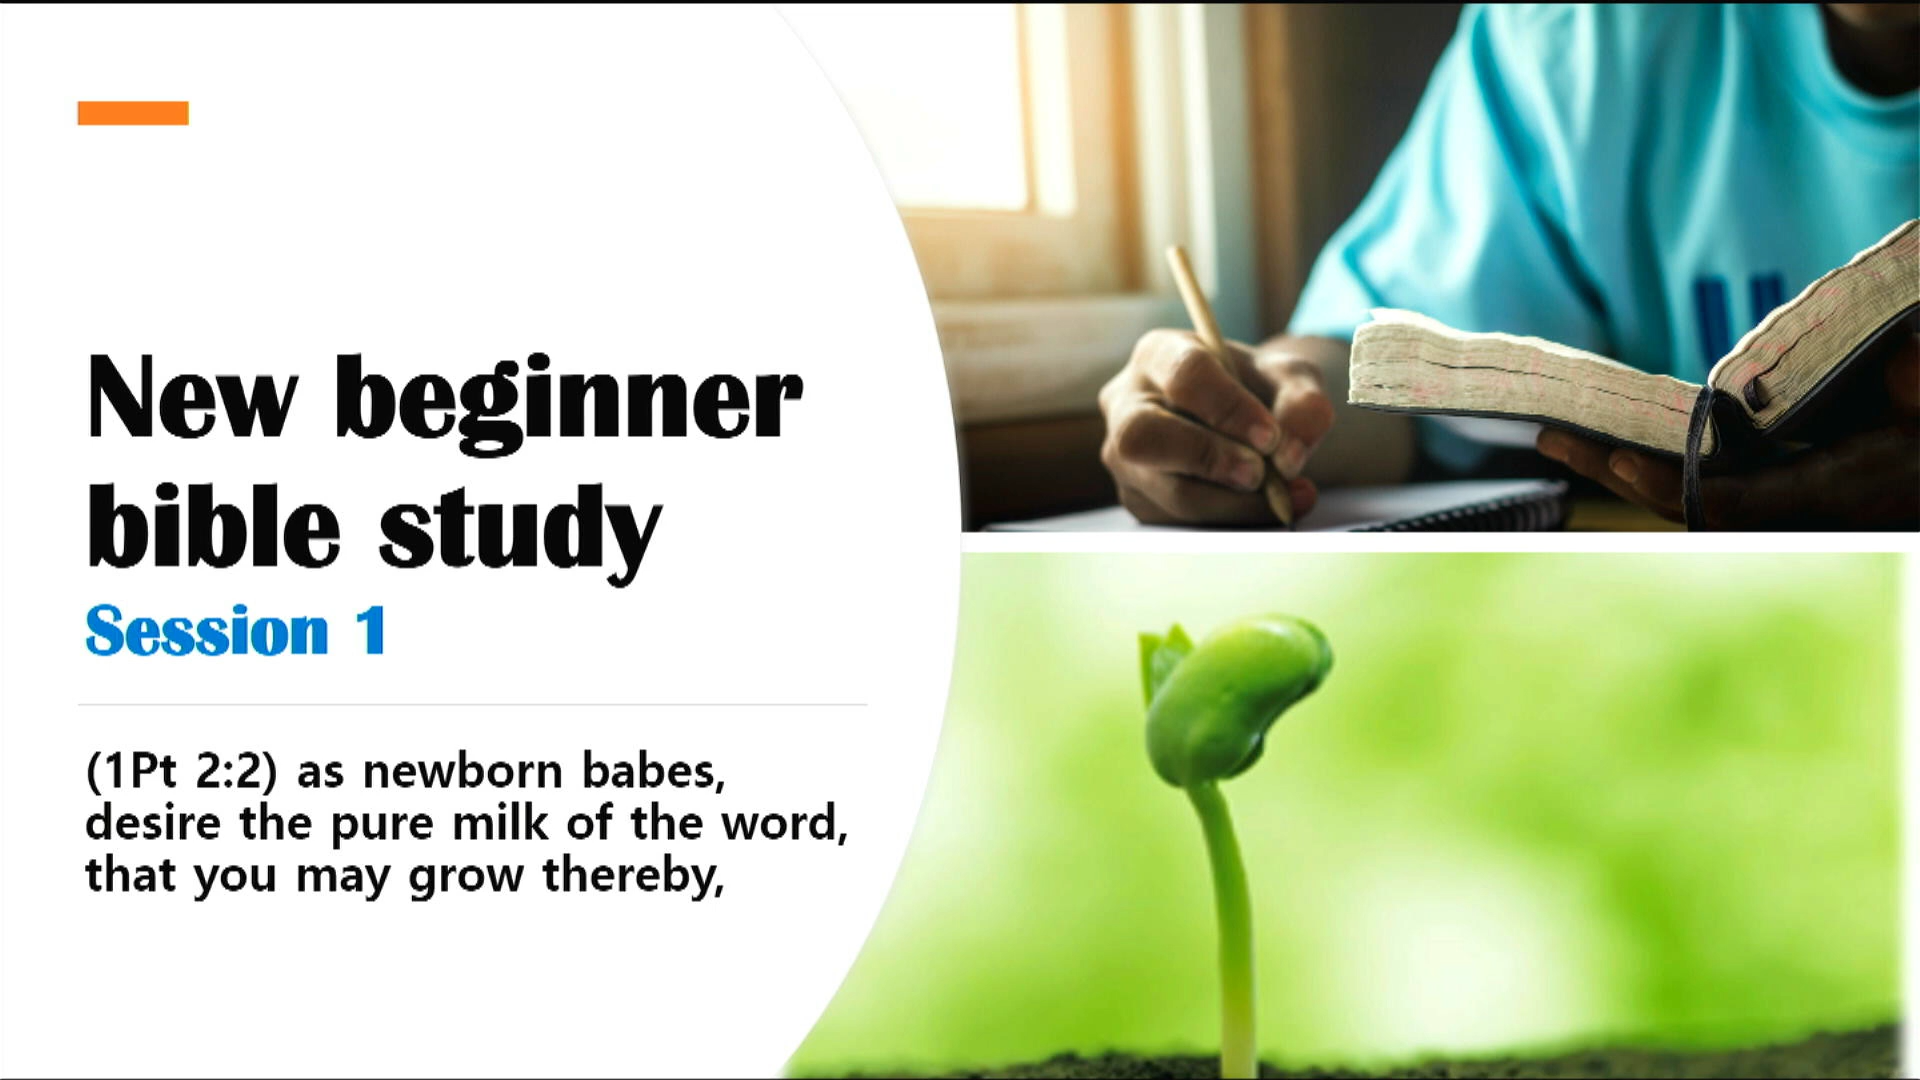 New beginner
bible study
Session 1
(1Pt 2:2) as newborn babes,
desire the pure milk of the word,
that you may grow thereby,